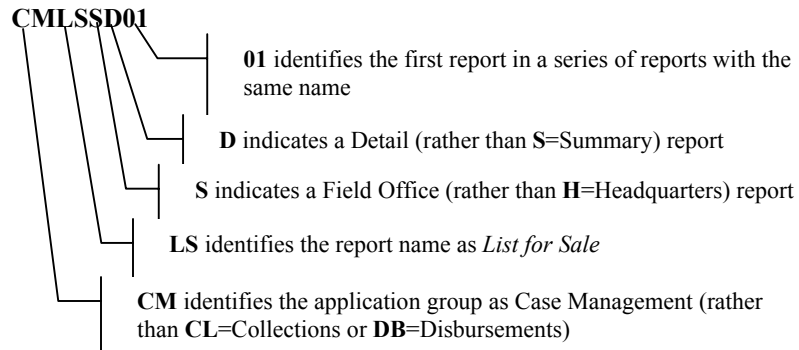 CMLSSD01
01 identifies the first report in a series of reports with the
same name
D indicates a Detail (rather than S=Summary) report
S indicates a Field Office (rather than H=Headquarters) report
LS identifies the report name as List for Sale
CM identifies the application group as Case Management (rather
than CL=Collections or DB=Disbursements)